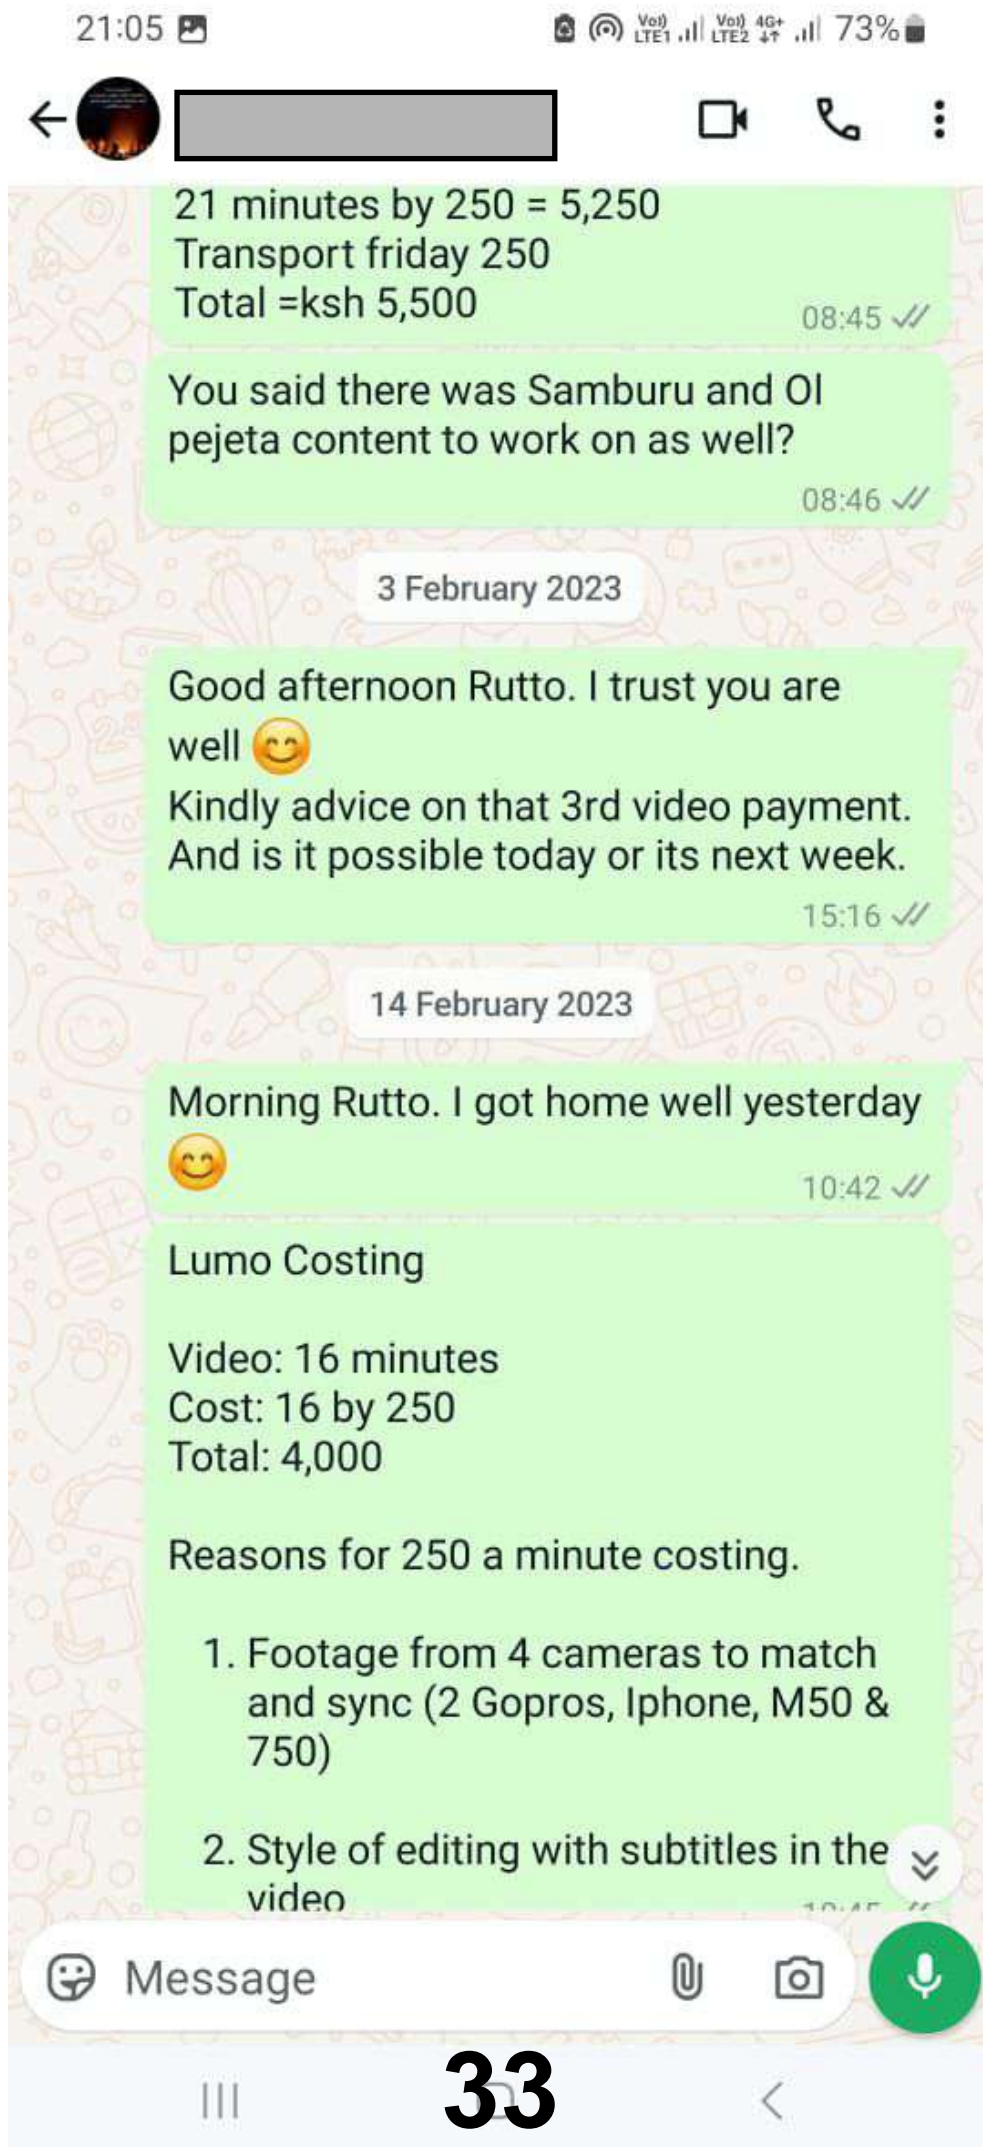 21:05 Vo)) LTE1 Vo)) LTE2 4G+ 73%
21 minutes by 250 = 5,250
Transport friday 250
Total =ksh 5,500
08:45
You said there was Samburu and Ol
pejeta content to work on as well?
08:46
3 February 2023
Good afternoon Rutto. I trust you are
well 😊
Kindly advice on that 3rd video payment.
And is it possible today or its next week.
15:16
14 February 2023
Morning Rutto. I got home well yesterday
😊
10:42
Lumo Costing
Video: 16 minutes
Cost: 16 by 250
Total: 4,000
Reasons for 250 a minute costing.
1. Footage from 4 cameras to match
and sync (2 Gopros, Iphone, M50 &
750)
2. Style of editing with subtitles in the
video
Message
33